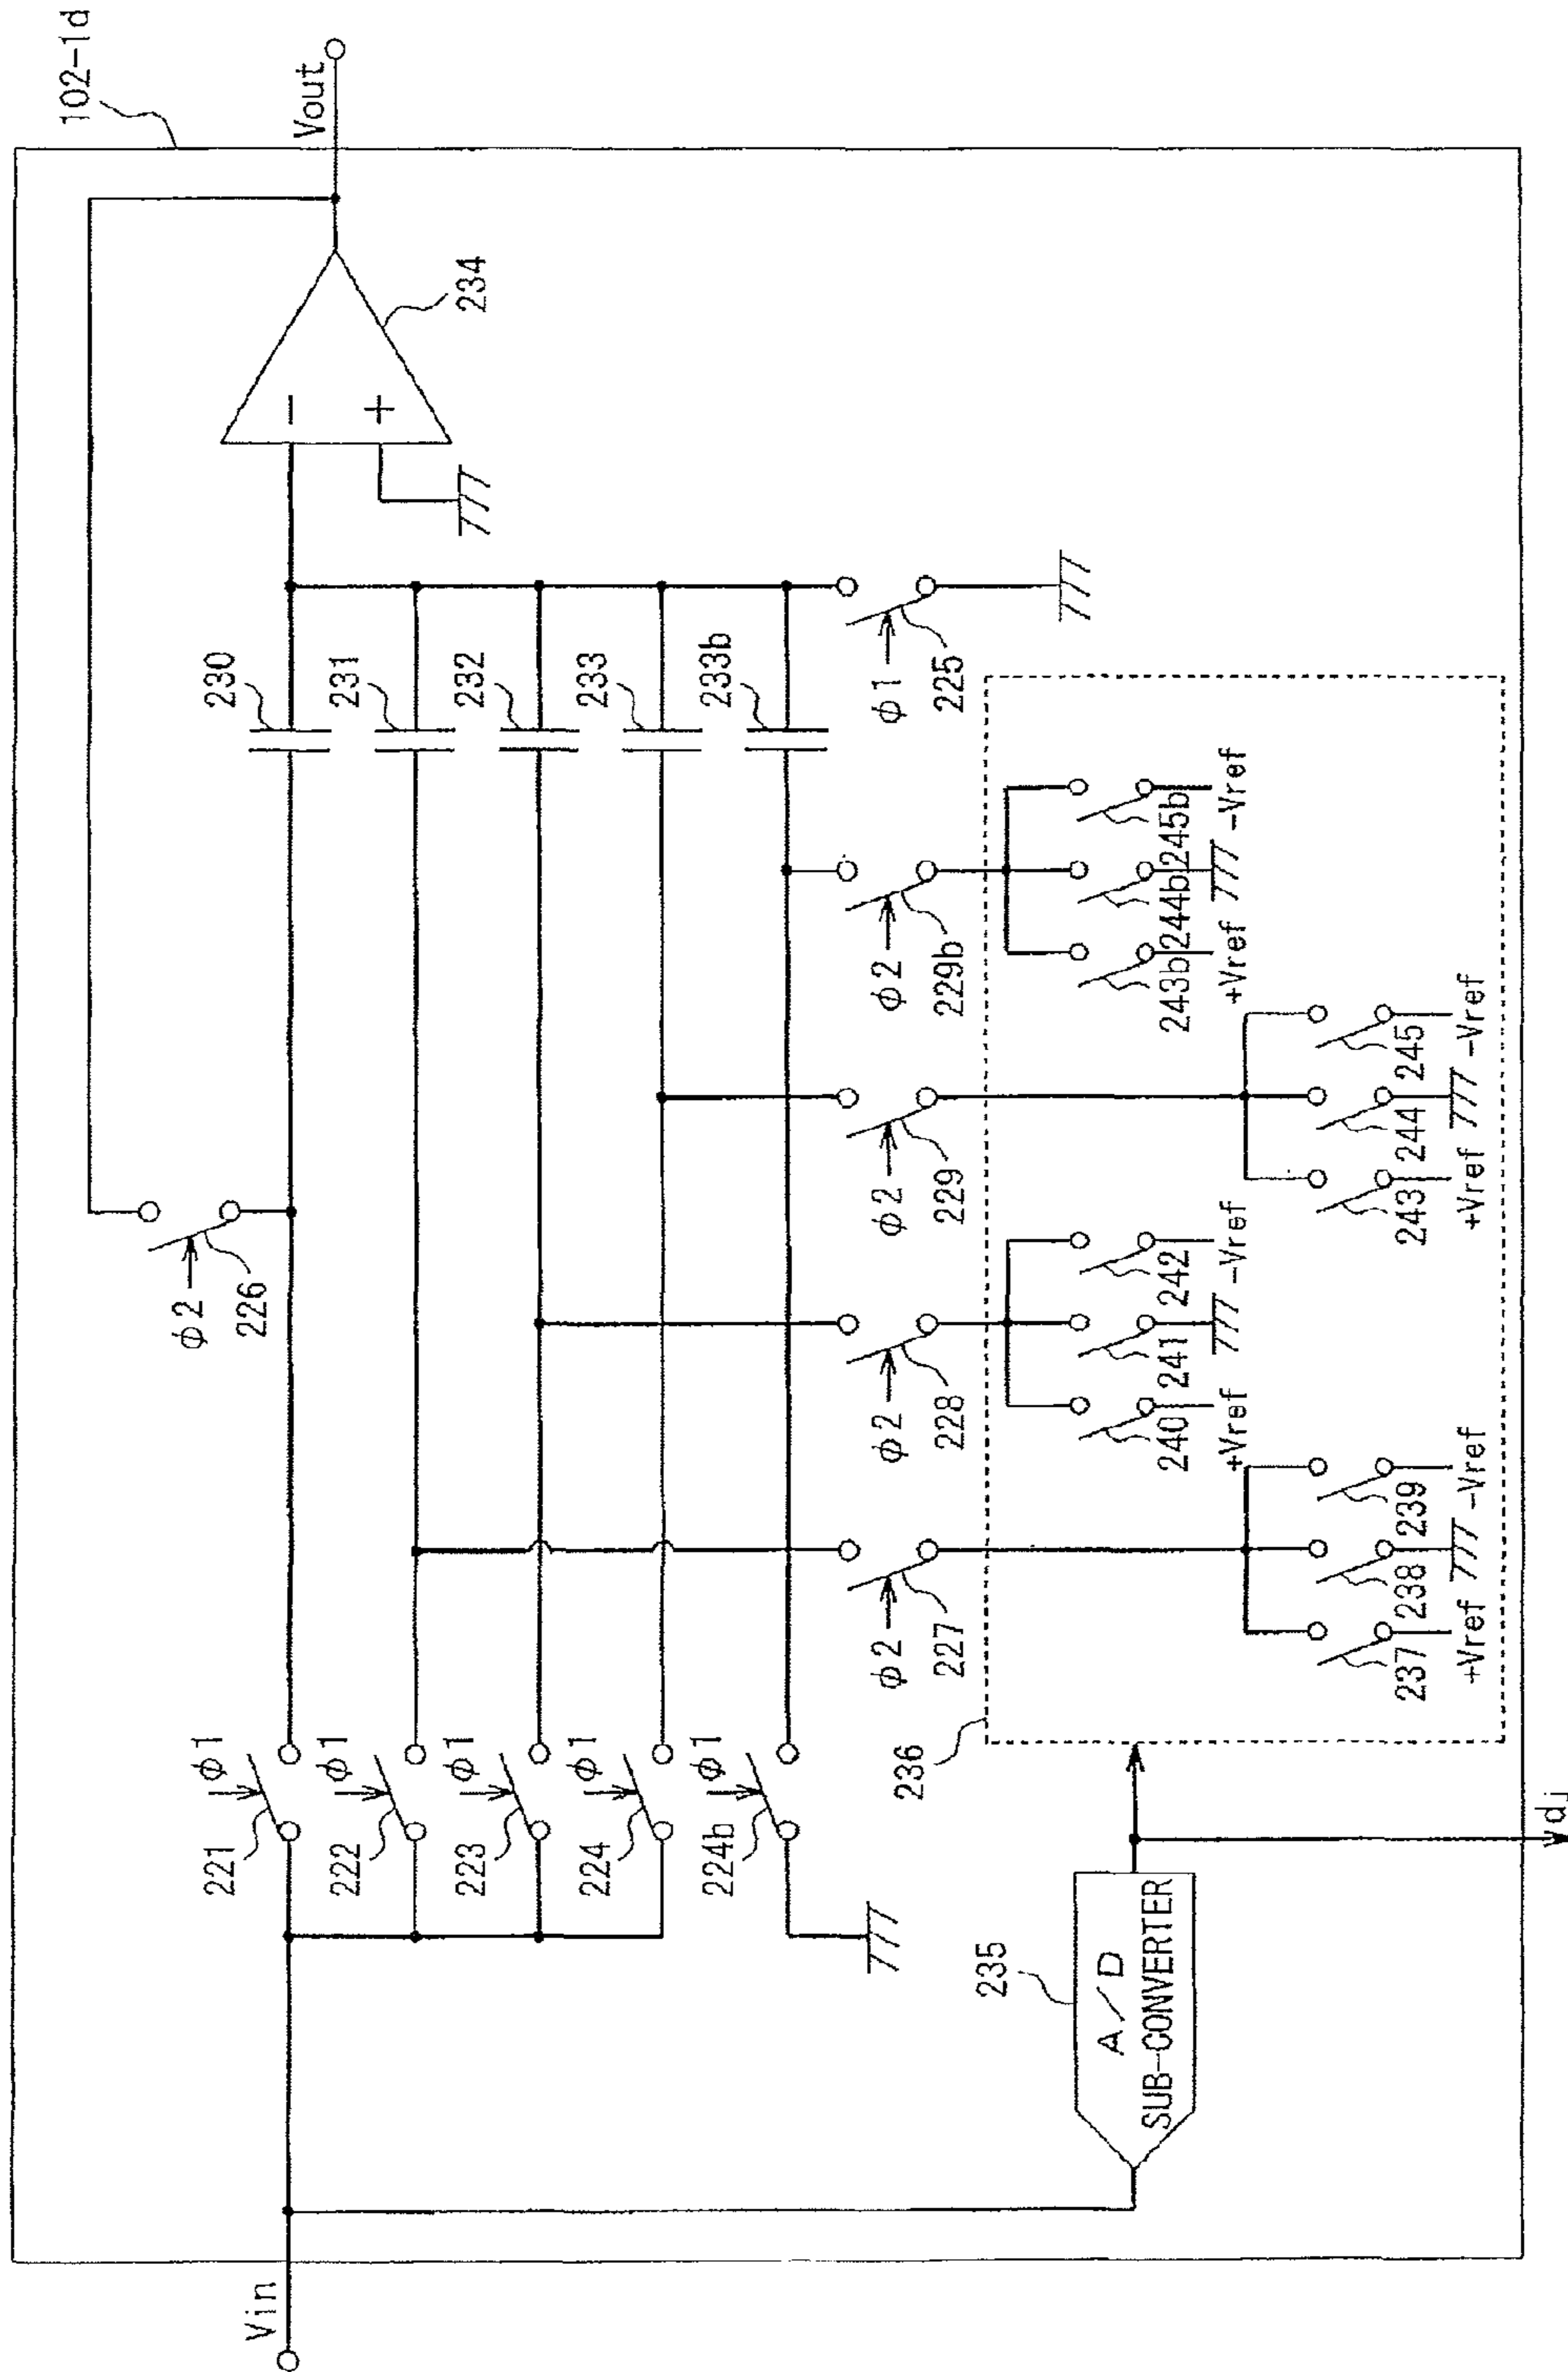 102-1d
Vin
Vout
φ2
226
234
φ1
221
230
φ1
222
231
φ1
223
232
φ1
224
233
φ1
224b
233b
φ2
227
φ2
228
φ2
229
φ2
229b
φ1
225
235
A/D
SUB-CONVERTER
236
240
241
242
+Vref
-Vref
243b
244b
245b
+Vref
-Vref
237
238
239
+Vref
-Vref
243
244
245
+Vref
-Vref
dj